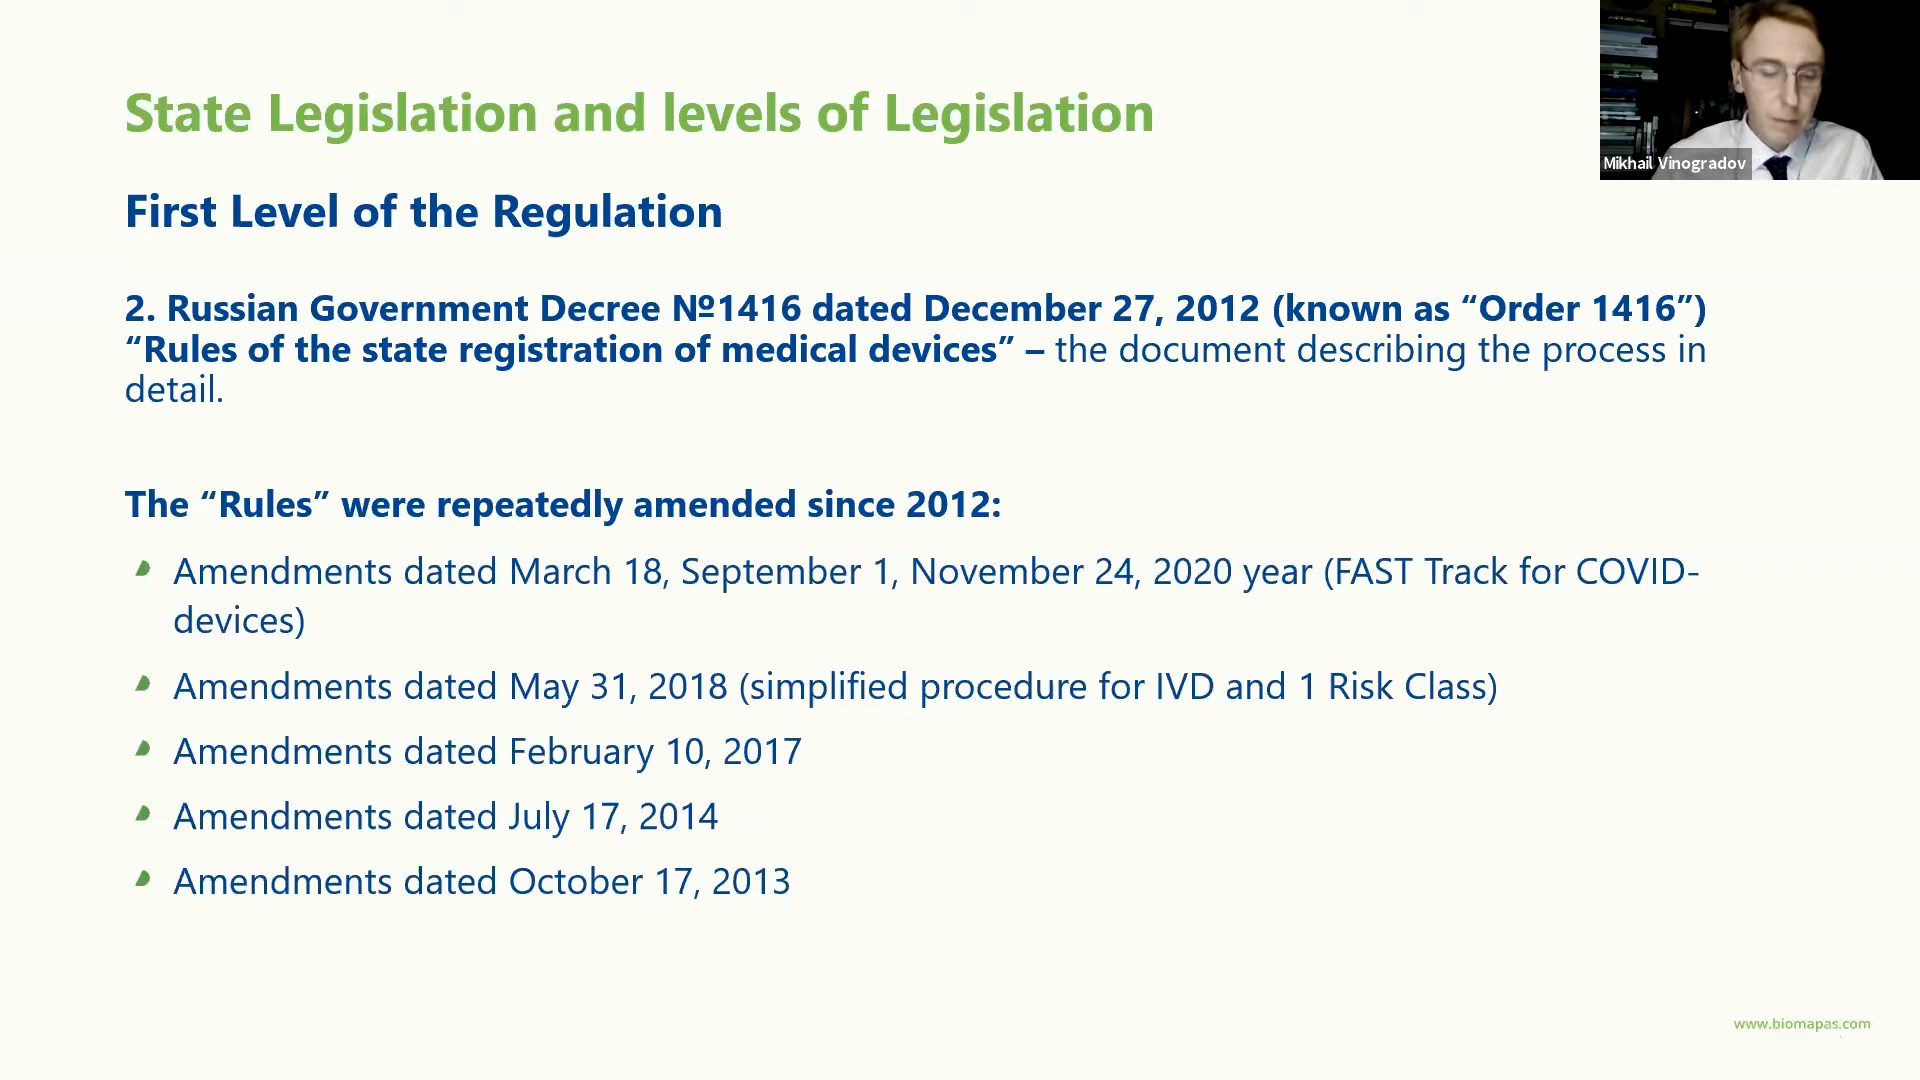 State Legislation and levels of Legislation
Mikhail Vinogradov
First Level of the Regulation
2. Russian Government Decree №1416 dated December 27, 2012 (known as “Order 1416”)
“Rules of the state registration of medical devices” – the document describing the process in
detail.
The “Rules” were repeatedly amended since 2012:
Amendments dated March 18, September 1, November 24, 2020 year (FAST Track for COVID-
devices)
Amendments dated May 31, 2018 (simplified procedure for IVD and 1 Risk Class)
Amendments dated February 10, 2017
Amendments dated July 17, 2014
Amendments dated October 17, 2013
www.biomapas.com